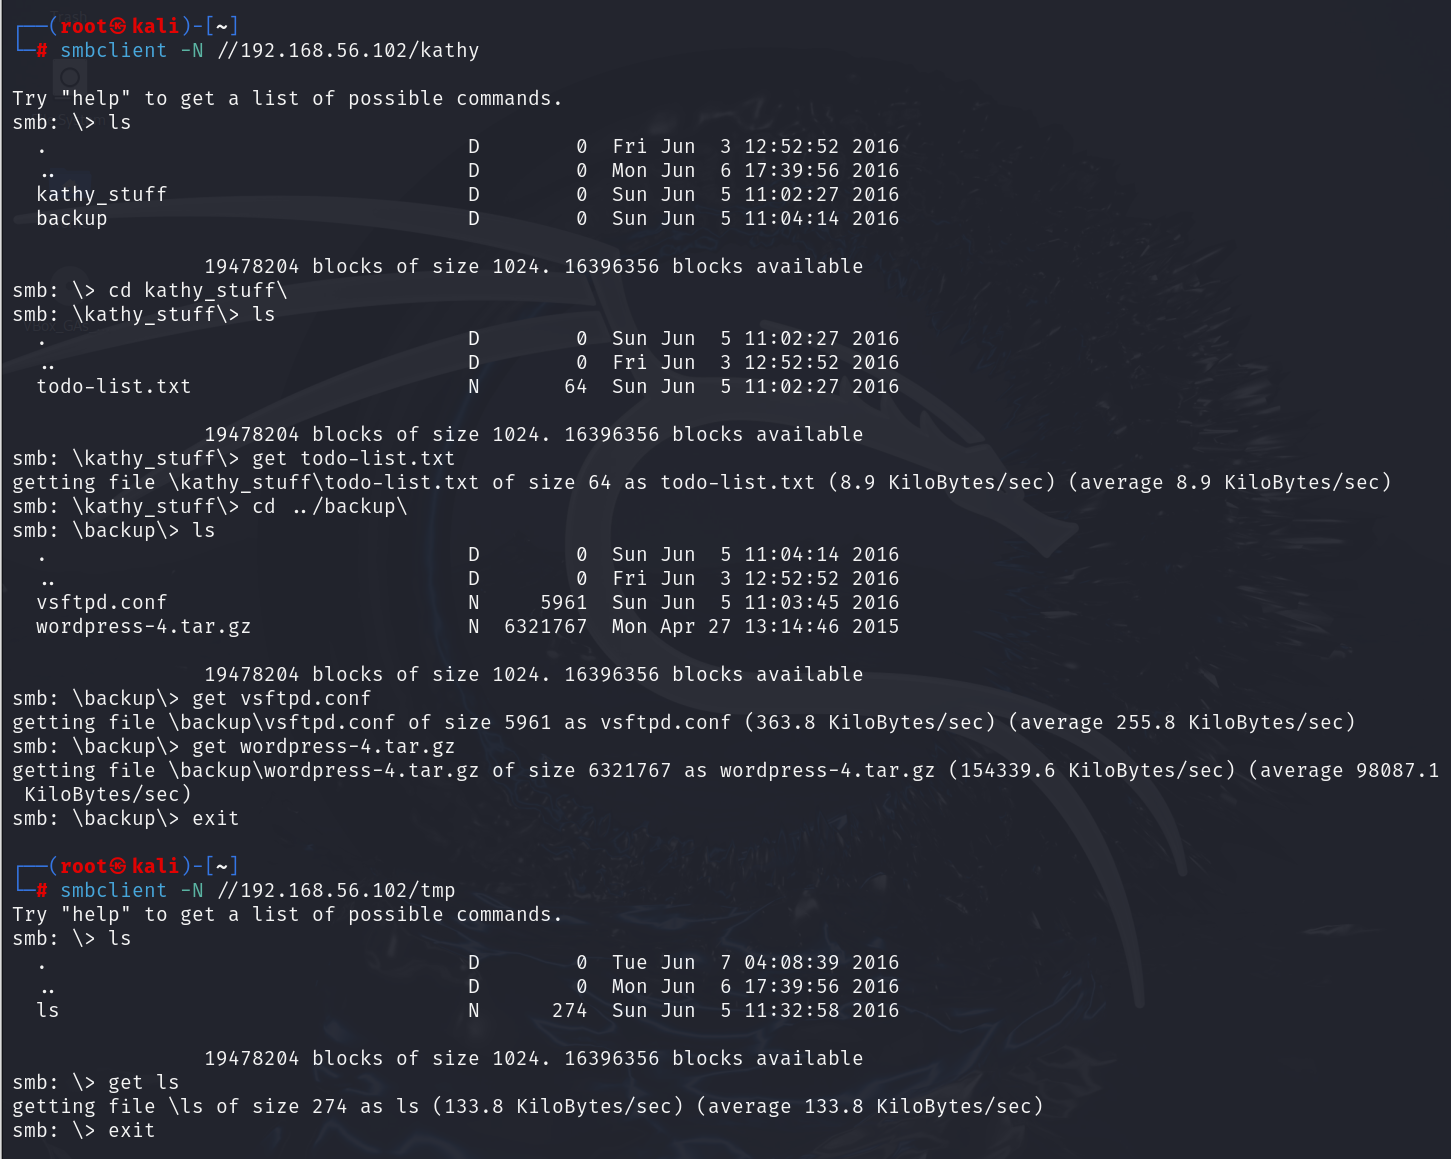 ┌──(root㉿kali)-[~]
└─# smbclient -N //192.168.56.102/kathy
Try "help" to get a list of possible commands.
smb: \> ls
  .                                   D        0  Fri Jun  3 12:52:52 2016
  ..                                  D        0  Mon Jun  6 17:39:56 2016
  kathy_stuff                         D        0  Sun Jun  5 11:02:27 2016
  backup                              D        0  Sun Jun  5 11:04:14 2016
                19478204 blocks of size 1024. 16396356 blocks available
smb: \> cd kathy_stuff\
smb: \kathy_stuff\> ls
  .                                   D        0  Sun Jun  5 11:02:27 2016
  ..                                  D        0  Fri Jun  3 12:52:52 2016
  todo-list.txt                       N       64  Sun Jun  5 11:02:27 2016
                19478204 blocks of size 1024. 16396356 blocks available
smb: \kathy_stuff\> get todo-list.txt
getting file \kathy_stuff\todo-list.txt of size 64 as todo-list.txt (8.9 KiloBytes/sec) (average 8.9 KiloBytes/sec)
smb: \kathy_stuff\> cd ../backup\
smb: \backup\> ls
  .                                   D        0  Sun Jun  5 11:04:14 2016
  ..                                  D        0  Fri Jun  3 12:52:52 2016
  vsftpd.conf                         N     5961  Sun Jun  5 11:03:45 2016
  wordpress-4.tar.gz                  N  6321767  Mon Apr 27 13:14:46 2015
                19478204 blocks of size 1024. 16396356 blocks available
smb: \backup\> get vsftpd.conf
getting file \backup\vsftpd.conf of size 5961 as vsftpd.conf (363.8 KiloBytes/sec) (average 255.8 KiloBytes/sec)
smb: \backup\> get wordpress-4.tar.gz
getting file \backup\wordpress-4.tar.gz of size 6321767 as wordpress-4.tar.gz (154339.6 KiloBytes/sec) (average 98087.1
 KiloBytes/sec)
smb: \backup\> exit
┌──(root㉿kali)-[~]
└─# smbclient -N //192.168.56.102/tmp
Try "help" to get a list of possible commands.
smb: \> ls
  .                                   D        0  Tue Jun  7 04:08:39 2016
  ..                                  D        0  Mon Jun  6 17:39:56 2016
  ls                                  N      274  Sun Jun  5 11:32:58 2016
                19478204 blocks of size 1024. 16396356 blocks available
smb: \> get ls
getting file \ls of size 274 as ls (133.8 KiloBytes/sec) (average 133.8 KiloBytes/sec)
smb: \> exit